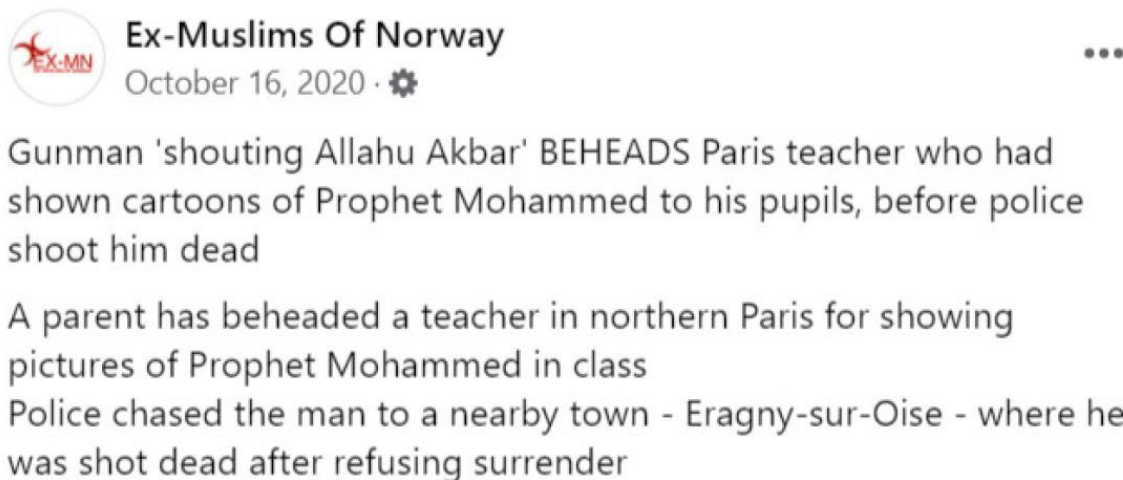 Ex-Muslims Of Norway
EX-MN
October 16, 2020 ·
Gunman 'shouting Allahu Akbar' BEHEADS Paris teacher who had
shown cartoons of Prophet Mohammed to his pupils, before police
shoot him dead
A parent has beheaded a teacher in northern Paris for showing
pictures of Prophet Mohammed in class
Police chased the man to a nearby town - Eragny-sur-Oise - where he
was shot dead after refusing surrender